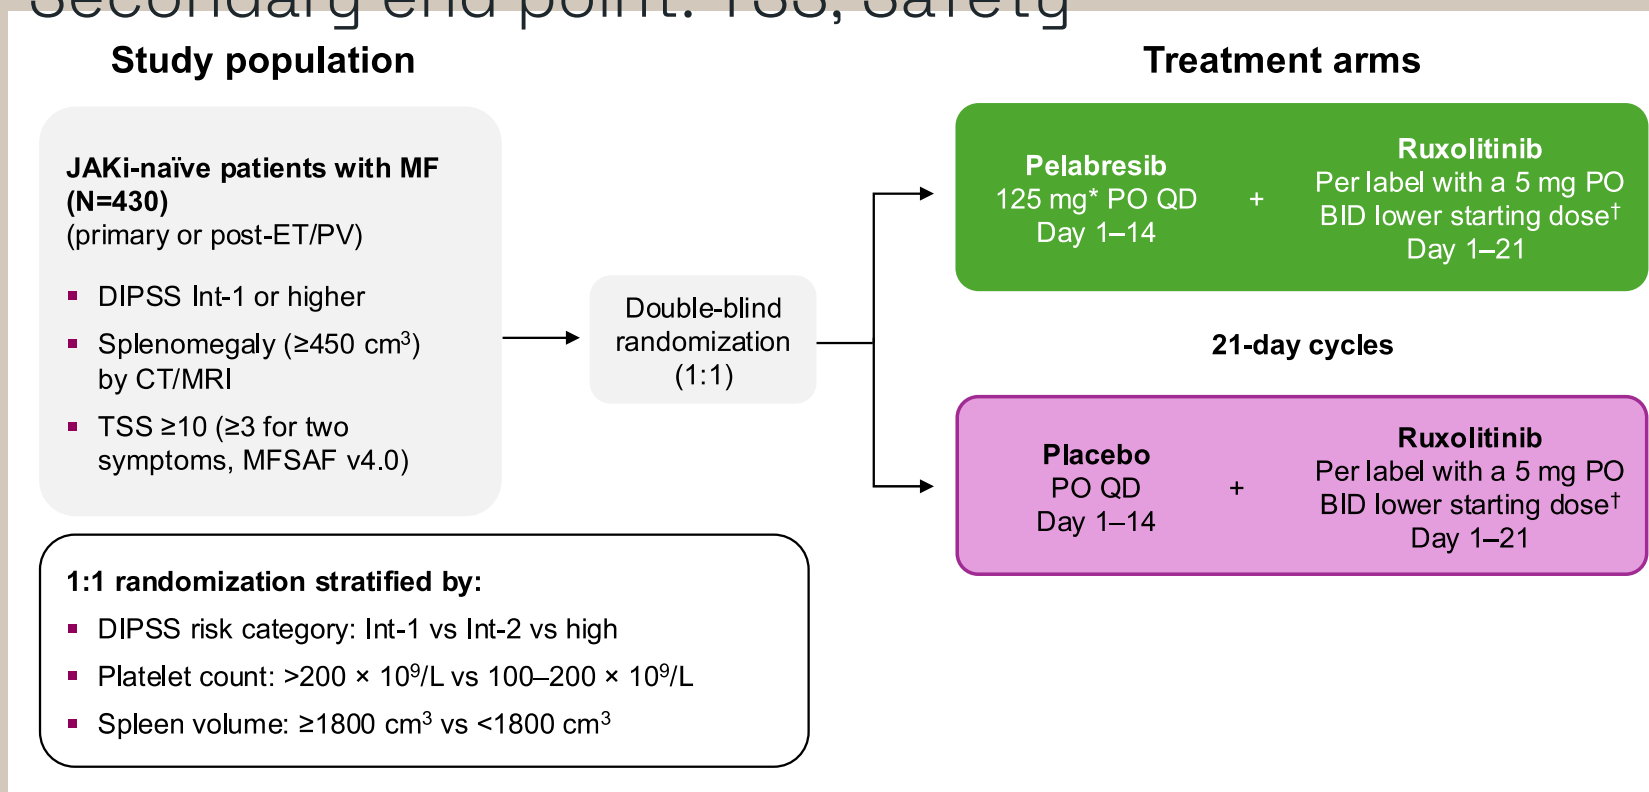 Secondary end point: TSS, Safety
Study population
JAKi-naïve patients with MF
(N=430)
(primary or post-ET/PV)
▪ DIPSS Int-1 or higher
▪ Splenomegaly (≥450 cm³)
by CT/MRI
▪ TSS ≥10 (≥3 for two
symptoms, MFSAF v4.0)
1:1 randomization stratified by:
▪ DIPSS risk category: Int-1 vs Int-2 vs high
▪ Platelet count: >200 × 10⁹/L vs 100–200 × 10⁹/L
▪ Spleen volume: ≥1800 cm³ vs <1800 cm³
Double-blind
randomization
(1:1)
Treatment arms
Pelabresib
125 mg* PO QD
Day 1–14
+
Ruxolitinib
Per label with a 5 mg PO
BID lower starting dose†
Day 1–21
21-day cycles
Placebo
PO QD
Day 1–14
+
Ruxolitinib
Per label with a 5 mg PO
BID lower starting dose†
Day 1–21